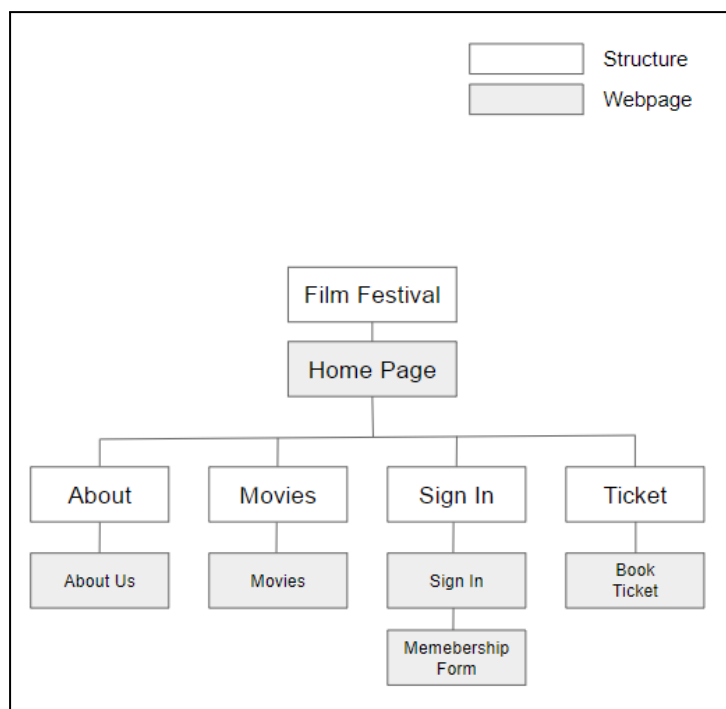 Structure
Webpage
Film Festival
Home Page
About
Movies
Sign In
Ticket
About Us
Movies
Sign In
Book
Ticket
Memebership
Form